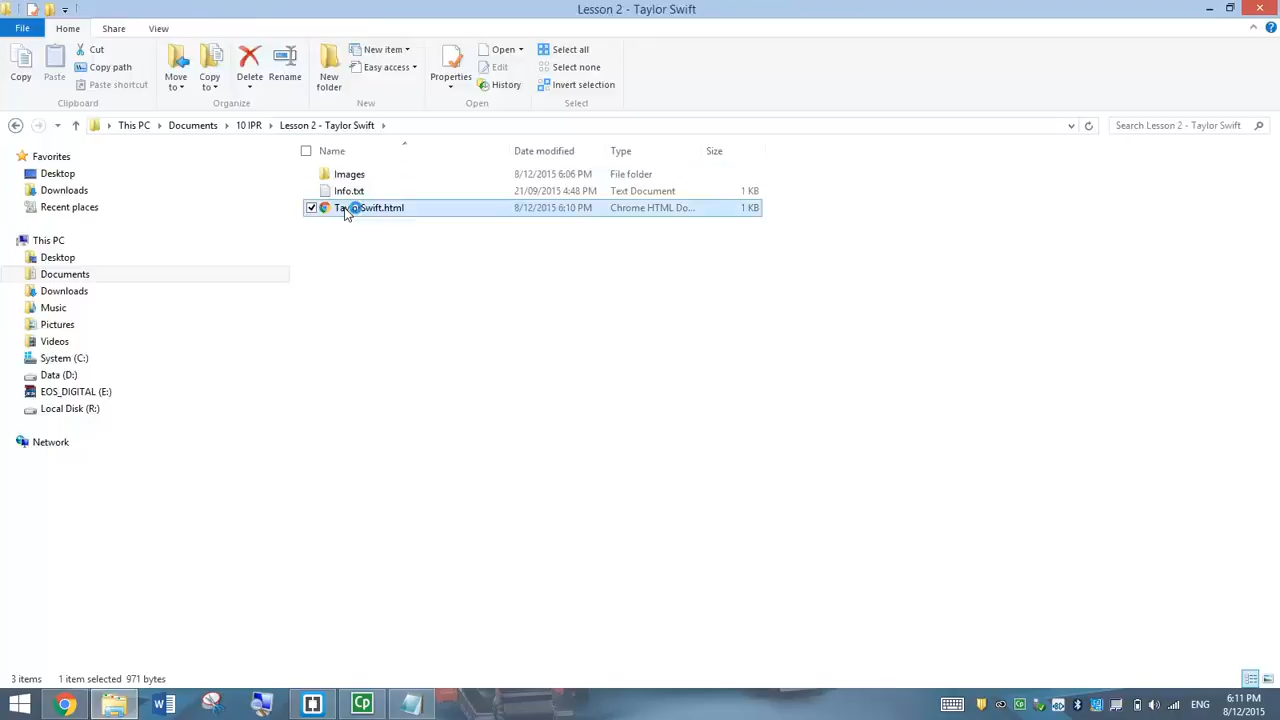 Lesson 2 - Taylor Swift
File Home Share View
Copy
Paste
Cut
Copy path
Paste shortcut
Clipboard
Move to
Copy to
Delete
Rename
Organize
New folder
New item
Easy access
New
Properties
Open
Edit
History
Open
Select all
Select none
Invert selection
Select
This PC Documents 10 IPR Lesson 2 - Taylor Swift
Search Lesson 2 - Taylor Swift
Name Date modified Type Size
Images 8/12/2015 6:06 PM File folder
Info.txt 21/09/2015 4:48 PM Text Document 1 KB
8/12/2015 6:10 PM Chrome HTML Do... 1 KB
Favorites
Desktop
Downloads
Recent places
This PC
Desktop
Documents
Downloads
Music
Pictures
Videos
System (C:)
Data (D:)
EOS_DIGITAL (E:)
Local Disk (R:)
Network
3 items 1 item selected 971 bytes
Cp
ENG
6:11 PM
8/12/2015